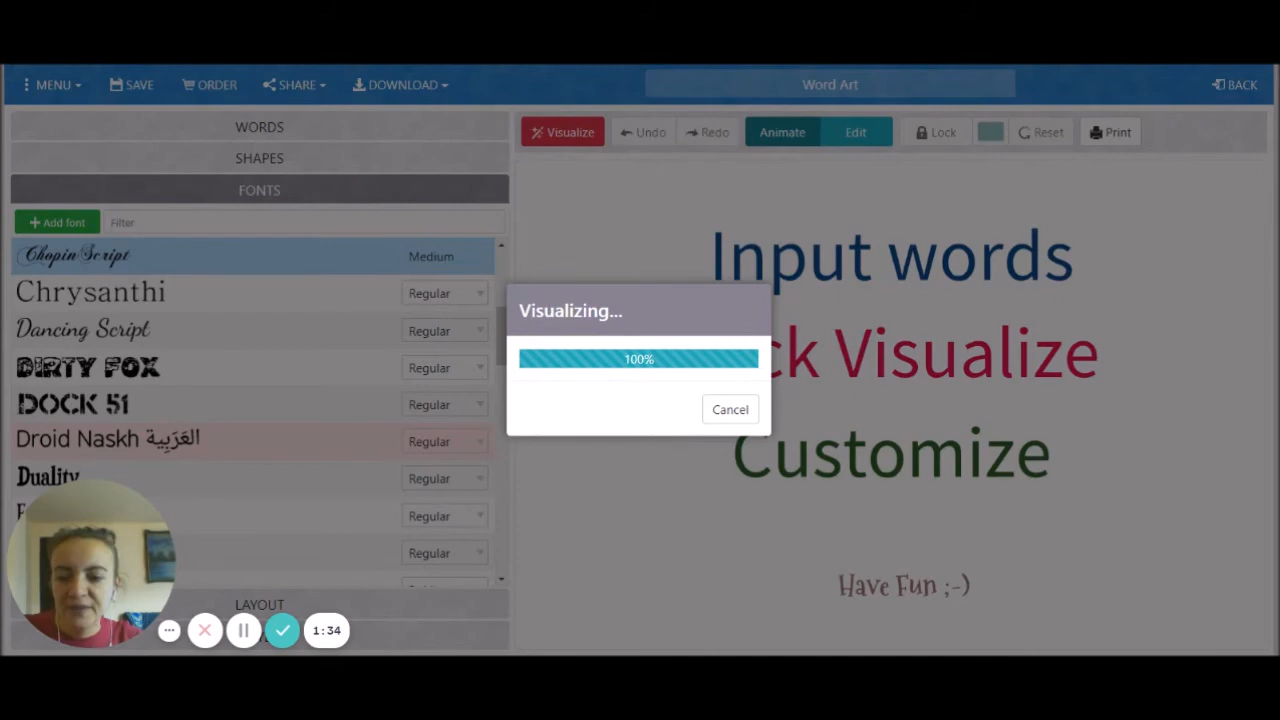 MENU SAVE ORDER SHARE DOWNLOAD Word Art BACK
WORDS
SHAPES
FONTS
Add font Filter
Chopin Script Medium
Chrysanthi Regular
Dancing Script Regular
DIRTY FOX Regular
DOCK 51 Regular
Droid Naskh العَرَبِية Regular
Duality Regular
Regular
Regular
LAYOUT
1:34
Visualize Undo Redo Animate Edit Lock Reset Print
Input words
ck Visualize
Customize
Have Fun ;-)
Visualizing...
100%
Cancel